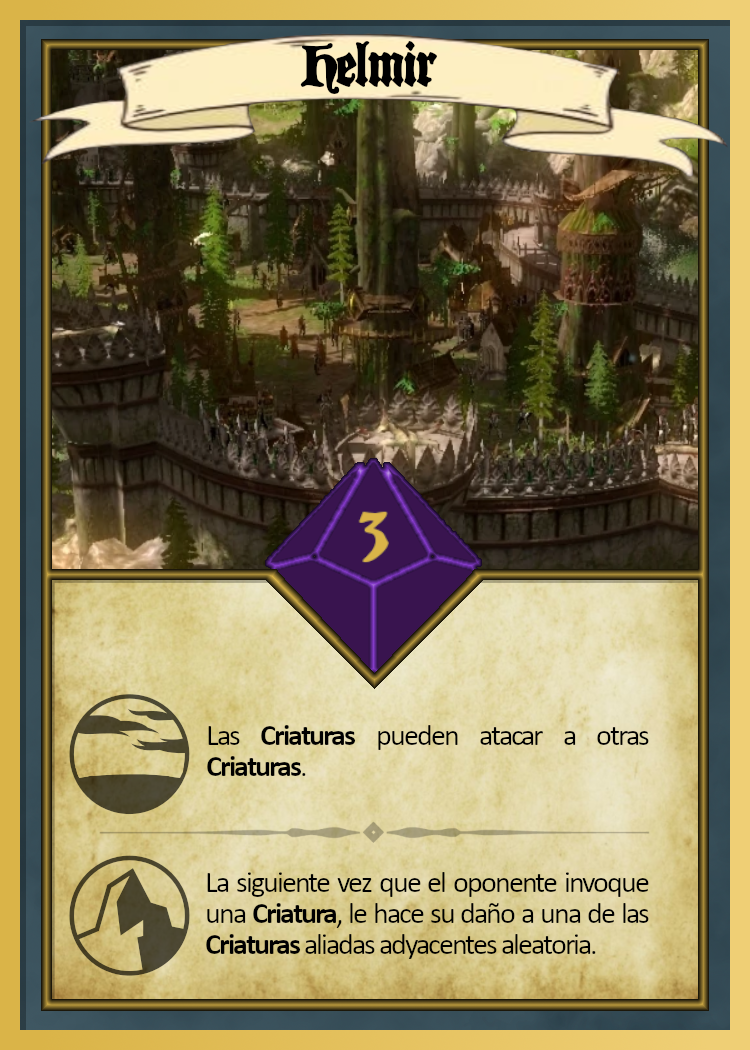 Helmir
3
Las Criaturas pueden atacar a otras
Criaturas.
La siguiente vez que el oponente invoque
una Criatura, le hace su daño a una de las
Criaturas aliadas adyacentes aleatoria.